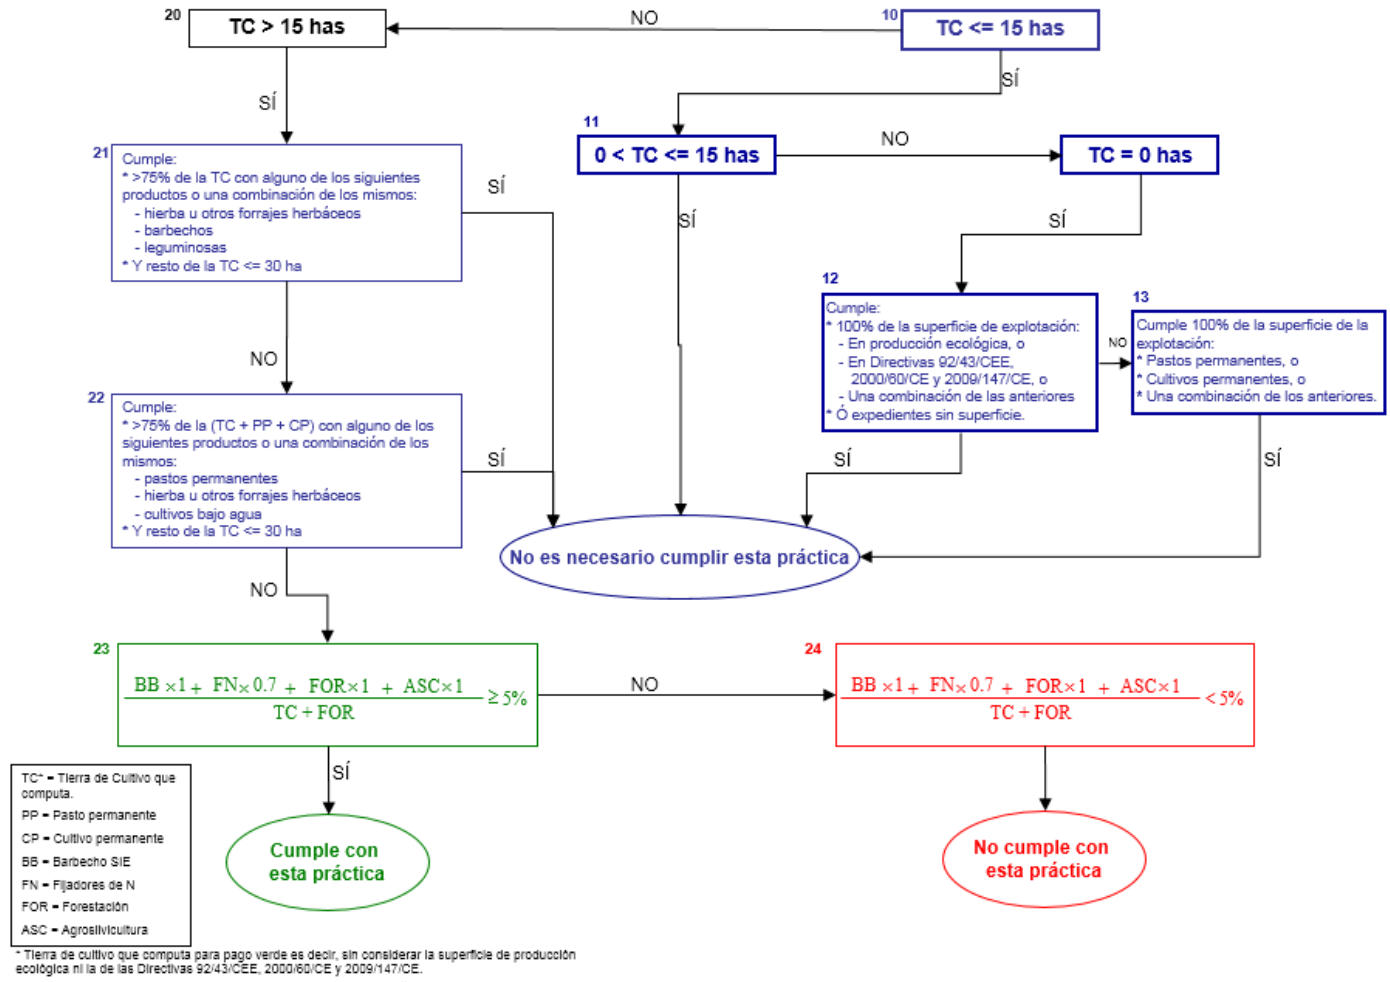 20
TC > 15 has
NO
10
TC <= 15 has
SÍ
SÍ
11
0 < TC <= 15 has
NO
TC = 0 has
21
Cumple:
* >75% de la TC con alguno de los siguientes
productos o una combinación de los mismos:
- hierba u otros forrajes herbáceos
- barbechos
- leguminosas
* Y resto de la TC <= 30 ha
SÍ
SÍ
SÍ
12
Cumple:
* 100% de la superficie de explotación:
- En producción ecológica, o
- En Directivas 92/43/CEE,
2000/60/CE y 2009/147/CE, o
- Una combinación de las anteriores
* Ó expedientes sin superficie.
NO
13
Cumple 100% de la superficie de la
explotación:
* Pastos permanentes, o
* Cultivos permanentes, o
* Una combinación de los anteriores.
NO
22
Cumple:
* >75% de la (TC + PP + CP) con alguno de los
siguientes productos o una combinación de los
mismos:
- pastos permanentes
- hierba u otros forrajes herbáceos
- cultivos bajo agua
* Y resto de la TC <= 30 ha
SÍ
SÍ
SÍ
No es necesario cumplir esta práctica
NO
23
BB ×1 + FN× 0.7 + FOR×1 + ASC×1
TC + FOR
≥ 5%
NO
24
BB ×1 + FN× 0.7 + FOR×1 + ASC×1
TC + FOR
< 5%
SÍ
Cumple con
esta práctica
No cumple con
esta práctica
TC* = Tierra de Cultivo que
computa.
PP = Pasto permanente
CP = Cultivo permanente
BB = Barbecho SIE
FN = Fijadores de N
FOR = Forestación
ASC = Agrosilvicultura
* Tierra de cultivo que computa para pago verde es decir, sin considerar la superficie de producción
ecológica ni la de las Directivas 92/43/CEE, 2000/60/CE y 2009/147/CE.